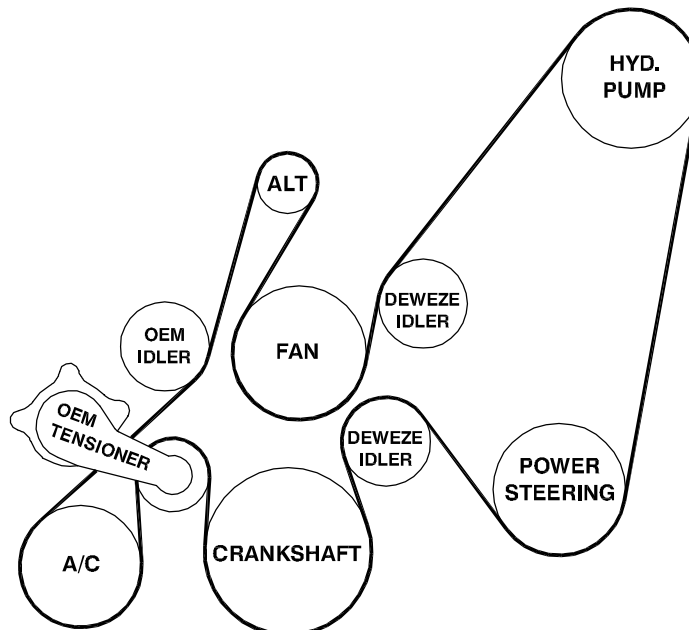 HYD.
PUMP
ALT
DEWEZE
IDLER
OEM
IDLER
FAN
OEM
TENSIONER
DEWEZE
IDLER
POWER
STEERING
A/C
CRANKSHAFT